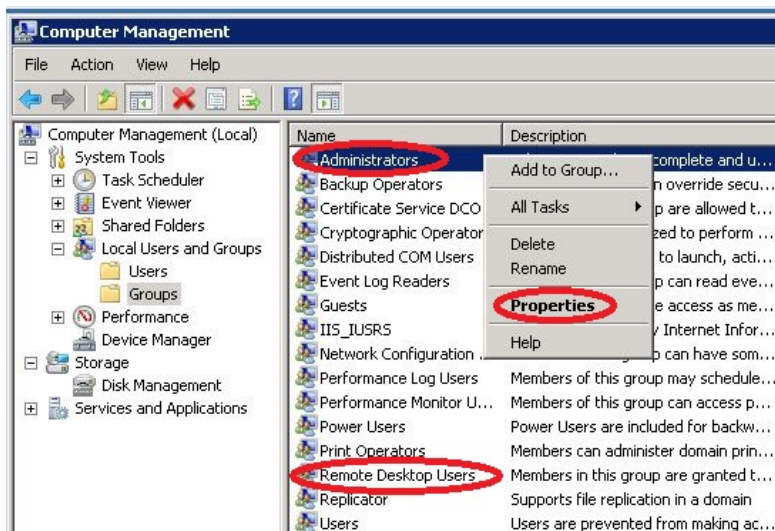 Computer Management
File Action View Help
Computer Management (Local)
System Tools
Task Scheduler
Event Viewer
Shared Folders
Local Users and Groups
Users
Groups
Performance
Device Manager
Storage
Disk Management
Services and Applications
Name Description
Administrators complete and u...
Backup Operators n override secu...
Certificate Service DCO p are allowed t...
Cryptographic Operator zed to perform ...
Distributed COM Users to launch, acti...
Event Log Readers p can read eve...
Guests e access as me...
IIS_IUSRS y Internet Infor...
Network Configuration p can have som...
Performance Log Users Members of this group may schedule...
Performance Monitor U... Members of this group can access p...
Power Users Power Users are included for backw...
Print Operators Members can administer domain prin...
Remote Desktop Users Members in this group are granted t...
Replicator Supports file replication in a domain
Users Users are prevented from making ac...
Add to Group...
All Tasks
Delete
Rename
Properties
Help